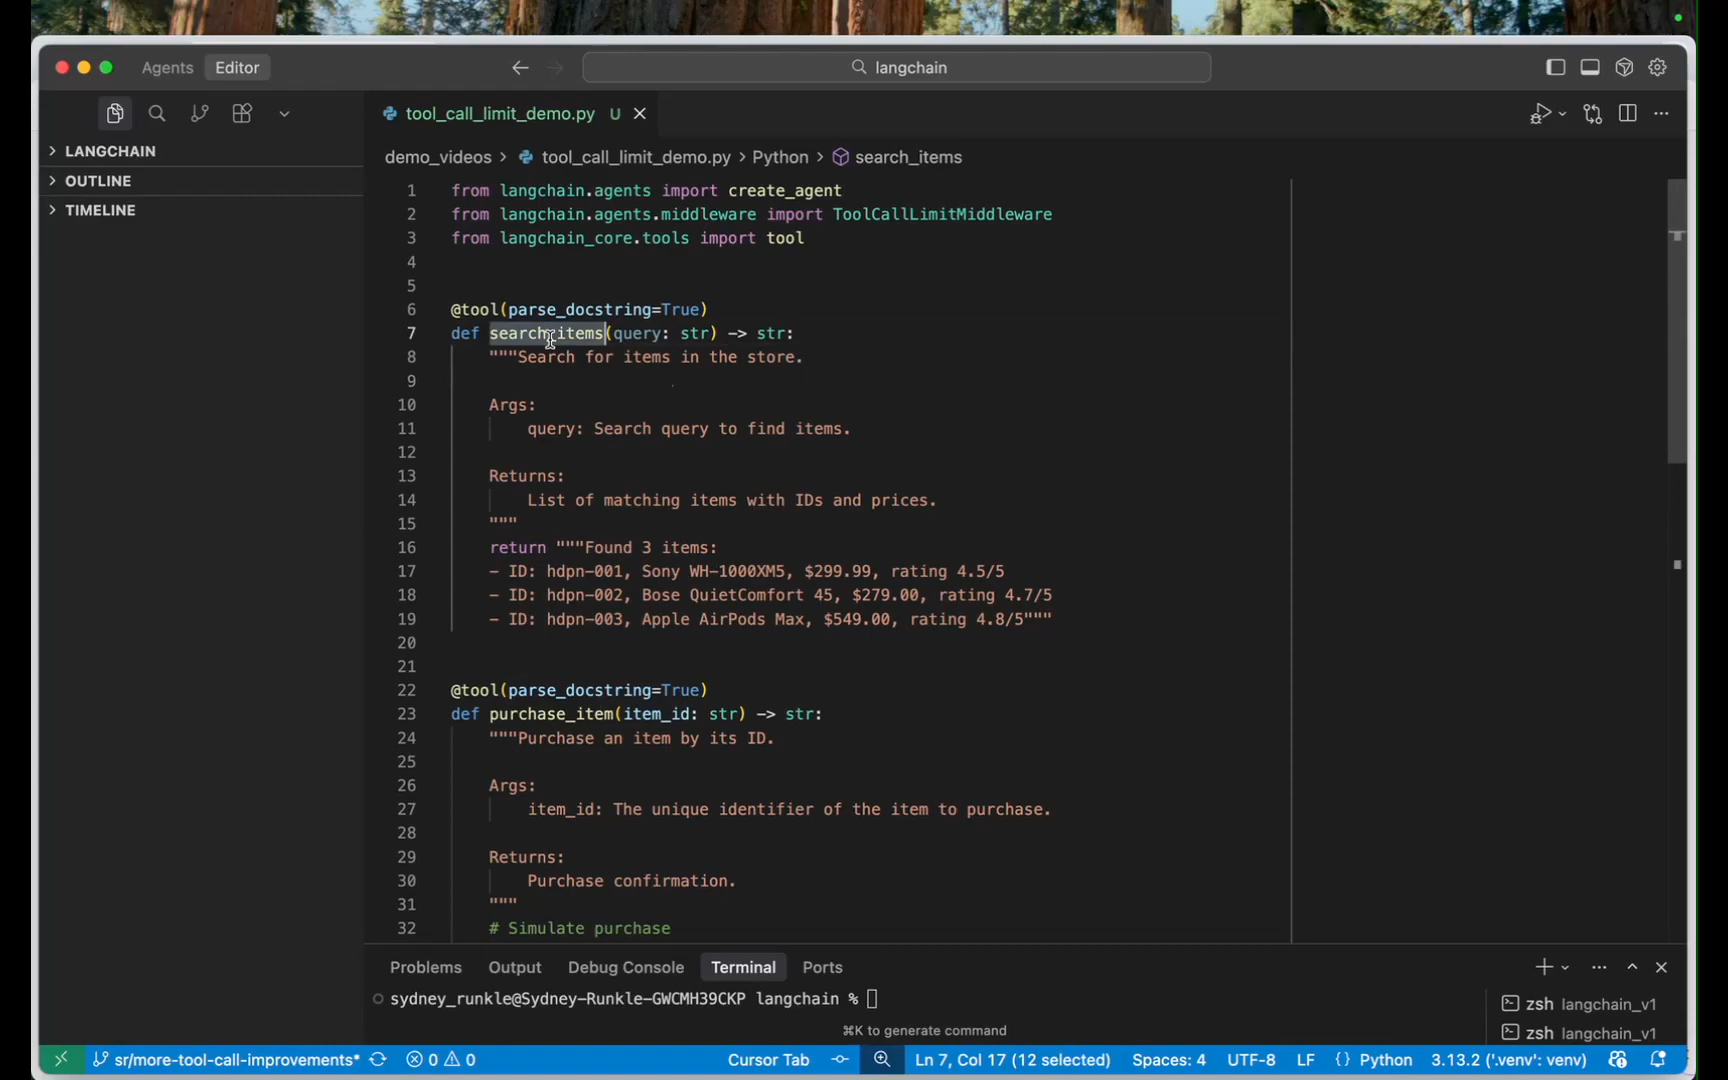 Agents Editor langchain
tool_call_limit_demo.py U
LANGCHAIN
OUTLINE
TIMELINE
demo_videos > tool_call_limit_demo.py > Python > search_items
1 from langchain.agents import create_agent
2 from langchain.agents.middleware import ToolCallLimitMiddleware
3 from langchain_core.tools import tool
4
5
6 @tool(parse_docstring=True)
7 def search_items(query: str) -> str:
8 """Search for items in the store.
9
10 Args:
11 query: Search query to find items.
12
13 Returns:
14 List of matching items with IDs and prices.
15 """
16 return """Found 3 items:
17 - ID: hdpn-001, Sony WH-1000XM5, $299.99, rating 4.5/5
18 - ID: hdpn-002, Bose QuietComfort 45, $279.00, rating 4.7/5
19 - ID: hdpn-003, Apple AirPods Max, $549.00, rating 4.8/5"""
20
21
22 @tool(parse_docstring=True)
23 def purchase_item(item_id: str) -> str:
24 """Purchase an item by its ID.
25
26 Args:
27 item_id: The unique identifier of the item to purchase.
28
29 Returns:
30 Purchase confirmation.
31 """
32 # Simulate purchase
Problems Output Debug Console Terminal Ports
sydney_runkle@Sydney-Runkle-GWCMH39CKP langchain %
zsh langchain_v1
⌘K to generate command
zsh langchain_v1
sr/more-tool-call-improvements* 0 0 Cursor Tab Ln 7, Col 17 (12 selected) Spaces: 4 UTF-8 LF {} Python 3.13.2 ('.venv': venv)